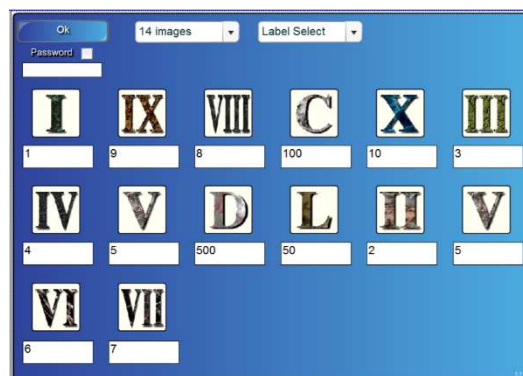 Ok 14 images Label Select
Password
I IX VIII C X III
1 9 8 100 10 3
IV V D L II V
4 5 500 50 2 5
VI VII
6 7